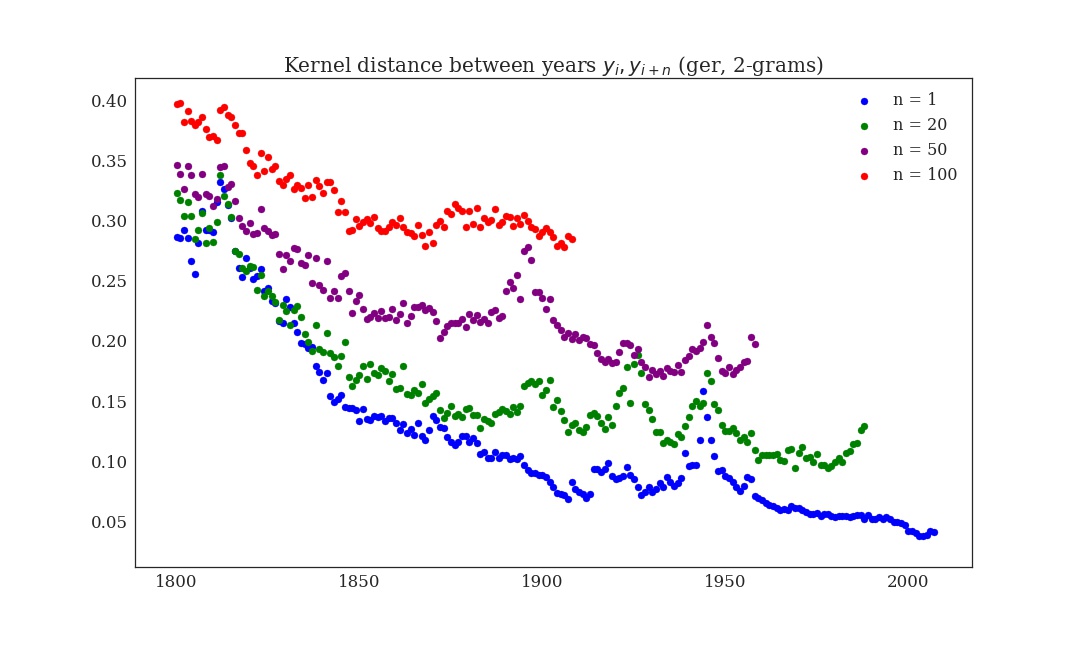 Kernel distance between years y_i, y_{i+n} (ger, 2-grams)
n = 1
n = 20
n = 50
n = 100
0.40
0.35
0.30
0.25
0.20
0.15
0.10
0.05
1800 1850 1900 1950 2000